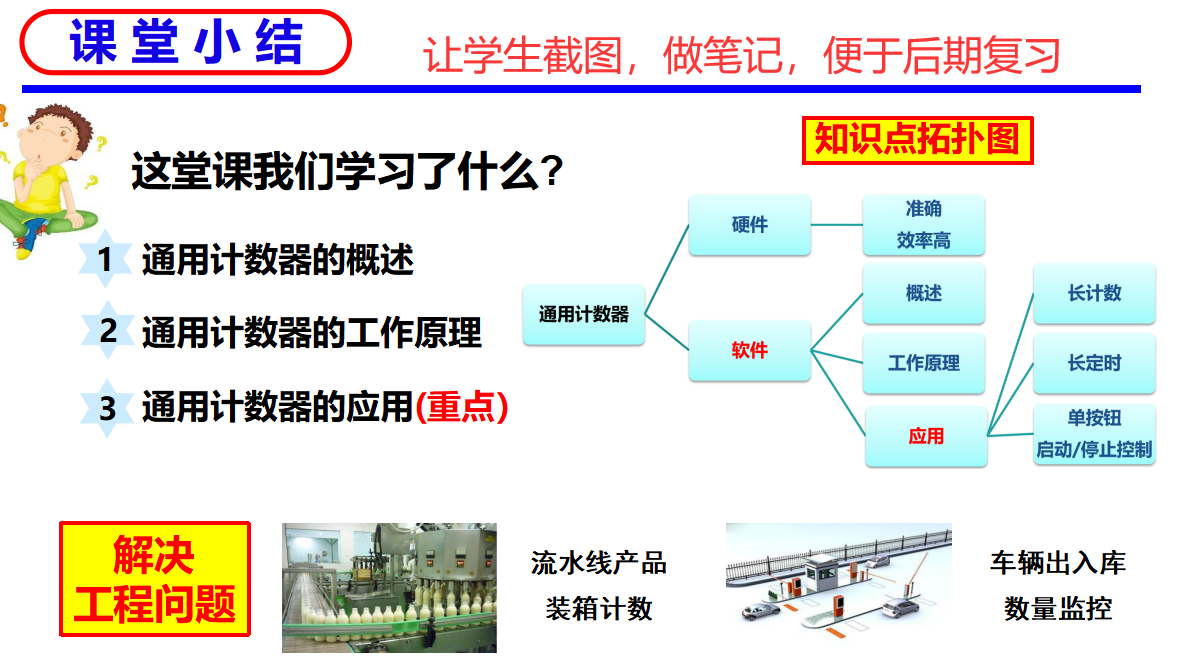 课堂小结
让学生截图，做笔记，便于后期复习
知识点拓扑图
这堂课我们学习了什么?
1 通用计数器的概述
2 通用计数器的工作原理
3 通用计数器的应用(重点)
通用计数器
硬件
准确
效率高
软件
概述
工作原理
应用
长计数
长定时
单按钮
启动/停止控制
解决
工程问题
流水线产品
装箱计数
车辆出入库
数量监控